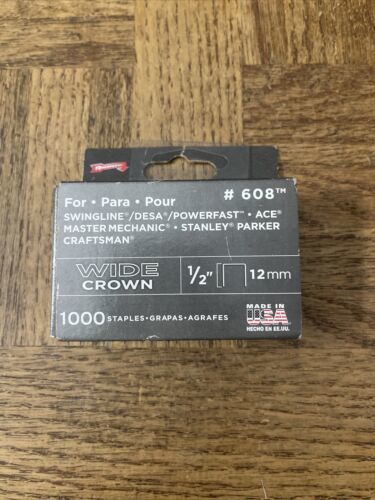 For • Para • Pour # 608™
SWINGLINE®/DESA®/POWERFAST™ • ACE®
MASTER MECHANIC® • STANLEY® PARKER
CRAFTSMAN®
WIDE
CROWN
1/2" 12mm
1000 STAPLES•GRAPAS•AGRAFES
MADE IN
USA
HECHO EN EE.UU.